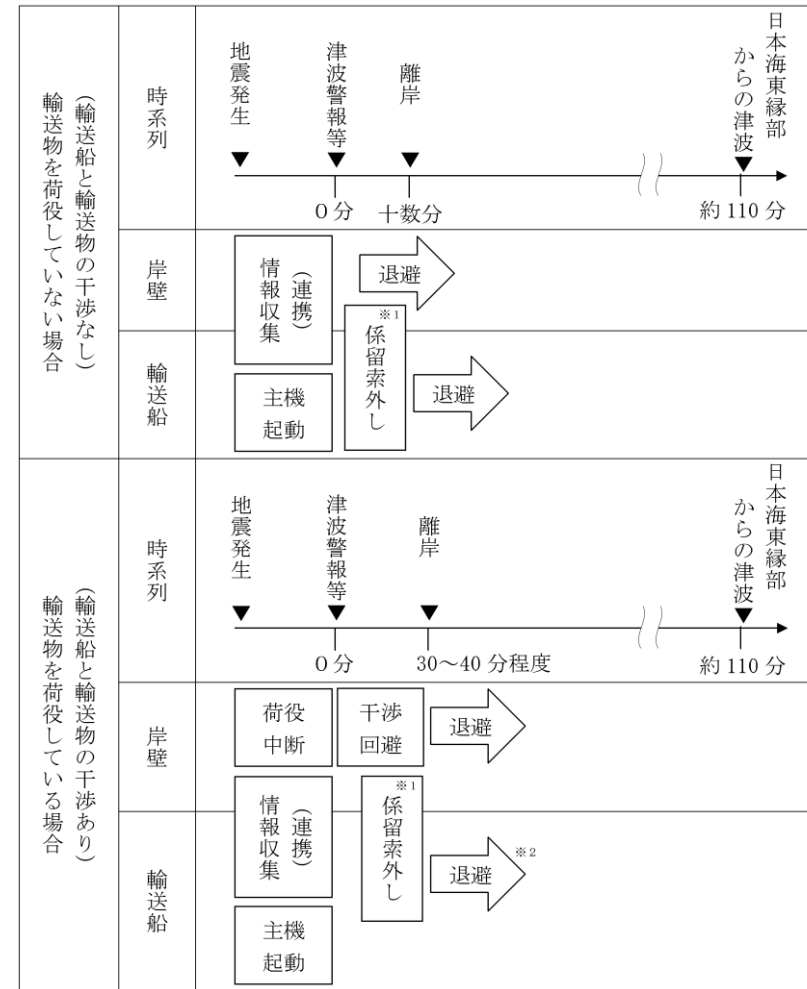 輸送物を荷役していない場合
(輸送船と輸送物の干渉なし)
時系列
地震発生
津波警報等
離岸
日本海東縁部
からの津波
0分
十数分
約110分
岸壁
情報収集
(連携)
退避
※1
係留索外し
輸送船
主機
起動
退避
輸送物を荷役している場合
(輸送船と輸送物の干渉あり)
時系列
地震発生
津波警報等
離岸
日本海東縁部
からの津波
0分
30～40分程度
約110分
岸壁
荷役
中断
干渉
回避
退避
情報収集
(連携)
※1
係留索外し
輸送船
退避
※2
主機
起動